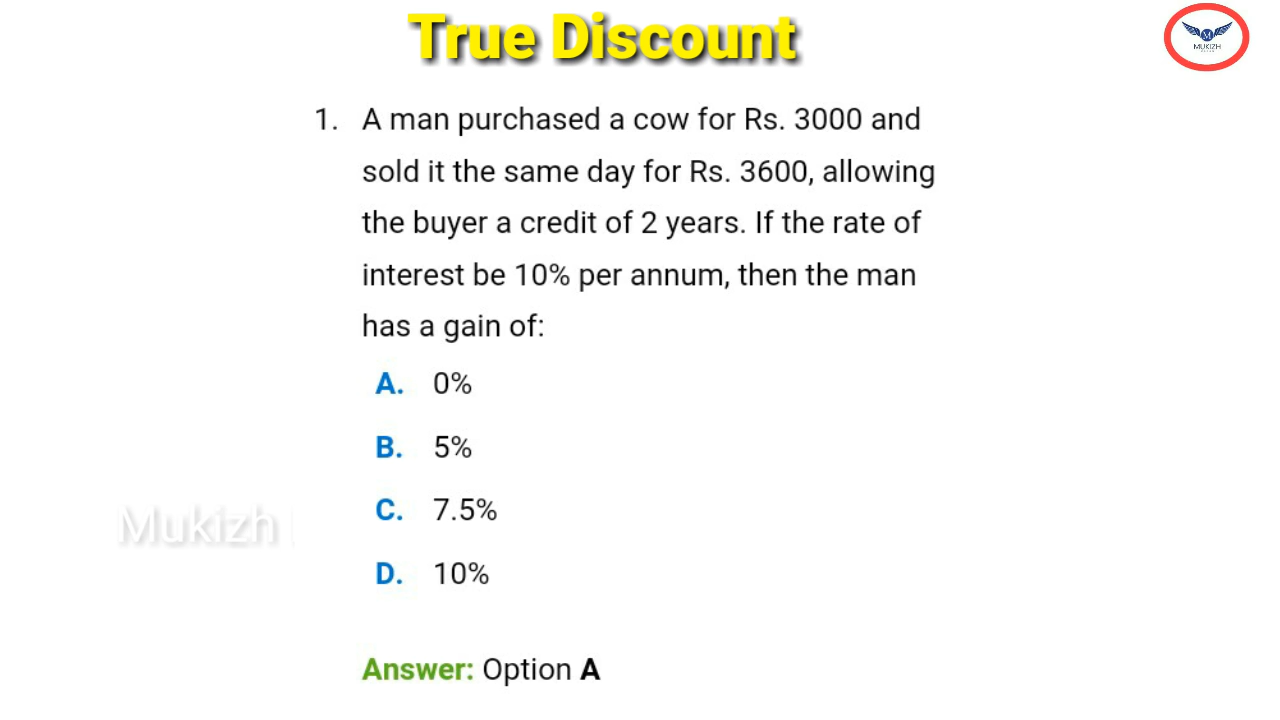 True Discount
MUKIZH
1. A man purchased a cow for Rs. 3000 and
sold it the same day for Rs. 3600, allowing
the buyer a credit of 2 years. If the rate of
interest be 10% per annum, then the man
has a gain of:
A. 0%
B. 5%
C. 7.5%
Mukizh
D. 10%
Answer: Option A